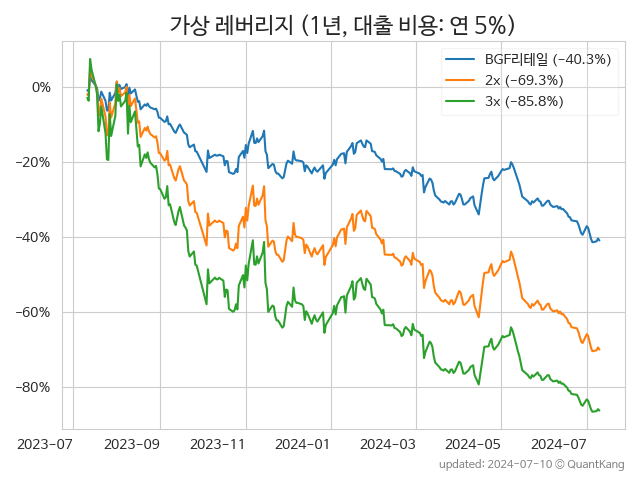 가상 레버리지 (1년, 대출 비용: 연 5%)
BGF리테일 (−40.3%)
2x (−69.3%)
3x (−85.8%)
0%
−20%
−40%
−60%
−80%
2023-07 2023-09 2023-11 2024-01 2024-03 2024-05 2024-07
updated: 2024-07-10 © QuantKang